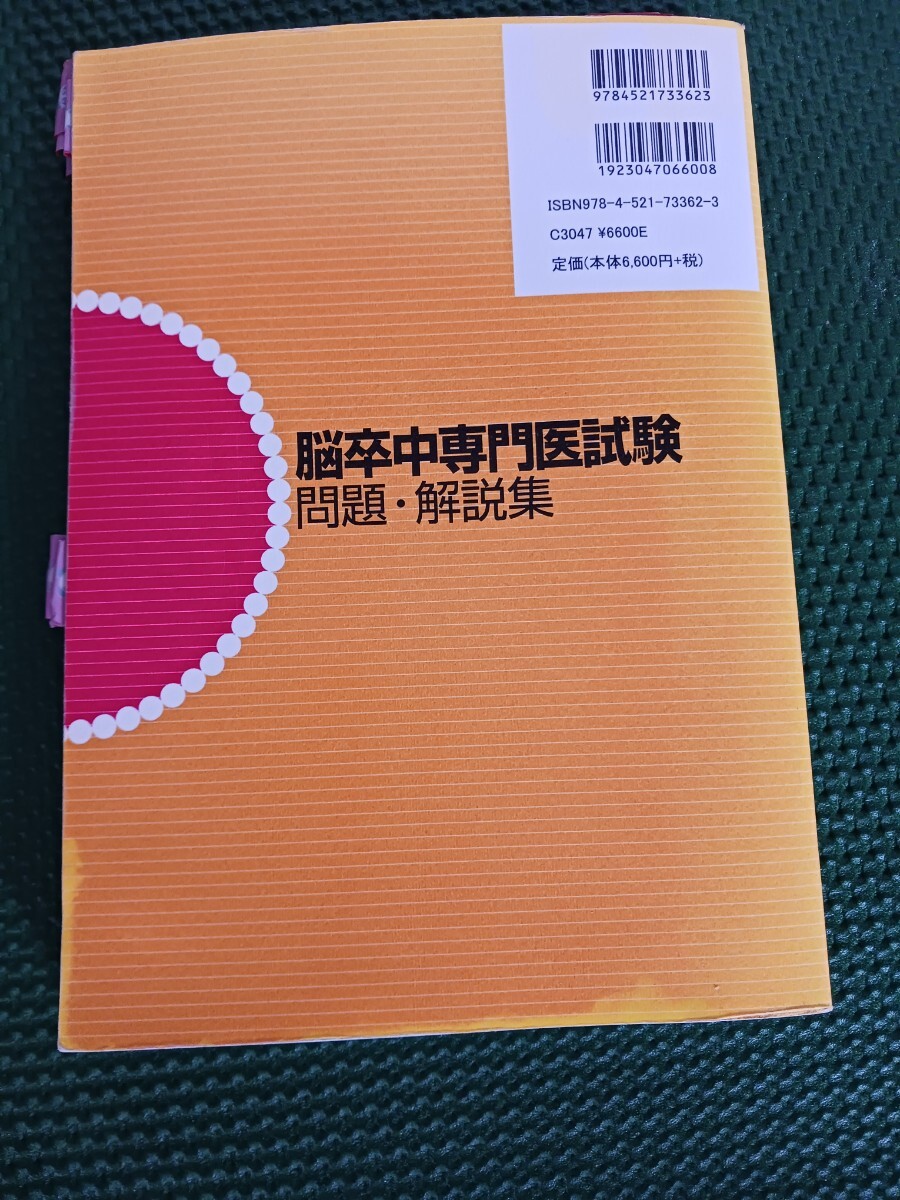 9784521733623
1923047066008
ISBN978-4-521-73362-3
C3047 ¥6600E
定価(本体6,600円+税)
脳卒中専門医試験
問題・解説集